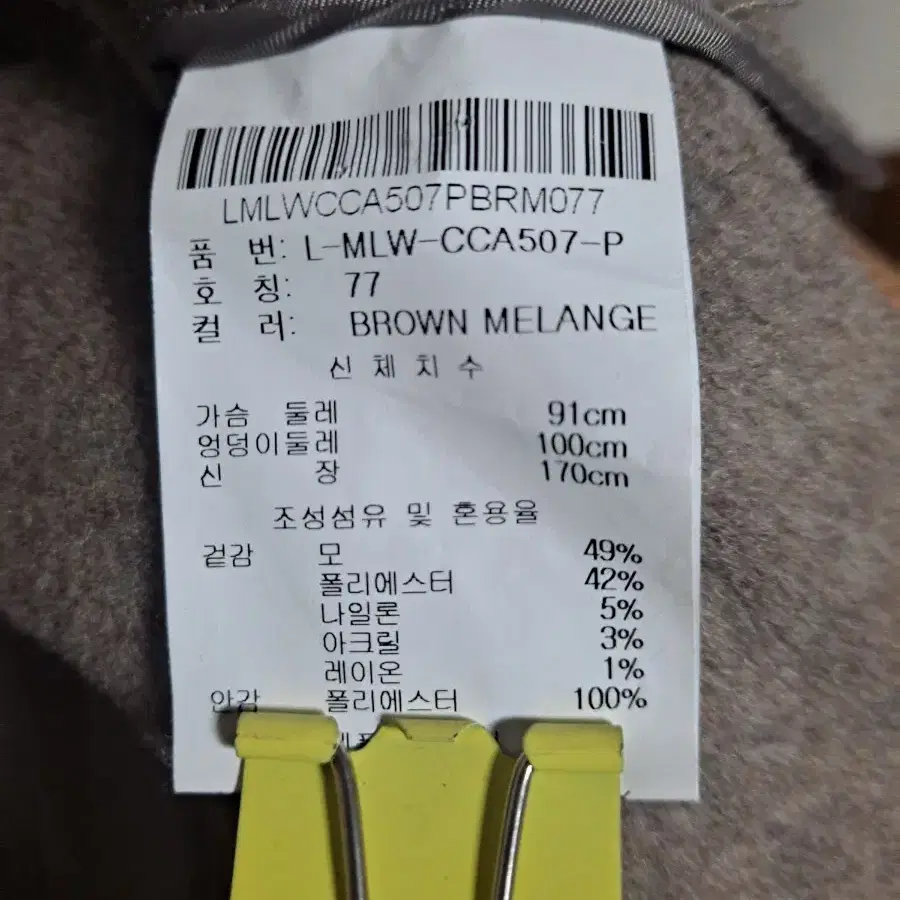 LMLWCCA507PBRM077
품 번: L-MLW-CCA507-P
호 칭: 77
컬 러: BROWN MELANGE
신 체 치 수
가슴 둘레 91cm
엉덩이둘레 100cm
신 장 170cm
조성섬유 및 혼용율
겉감 모 49%
폴리에스터 42%
나일론 5%
아크릴 3%
레이온 1%
안감 폴리에스터 100%